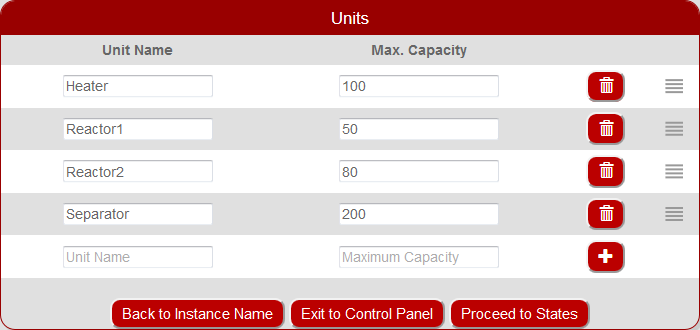 Units
Unit Name Max. Capacity
Heater 100
Reactor1 50
Reactor2 80
Separator 200
Unit Name Maximum Capacity
Back to Instance Name Exit to Control Panel Proceed to States